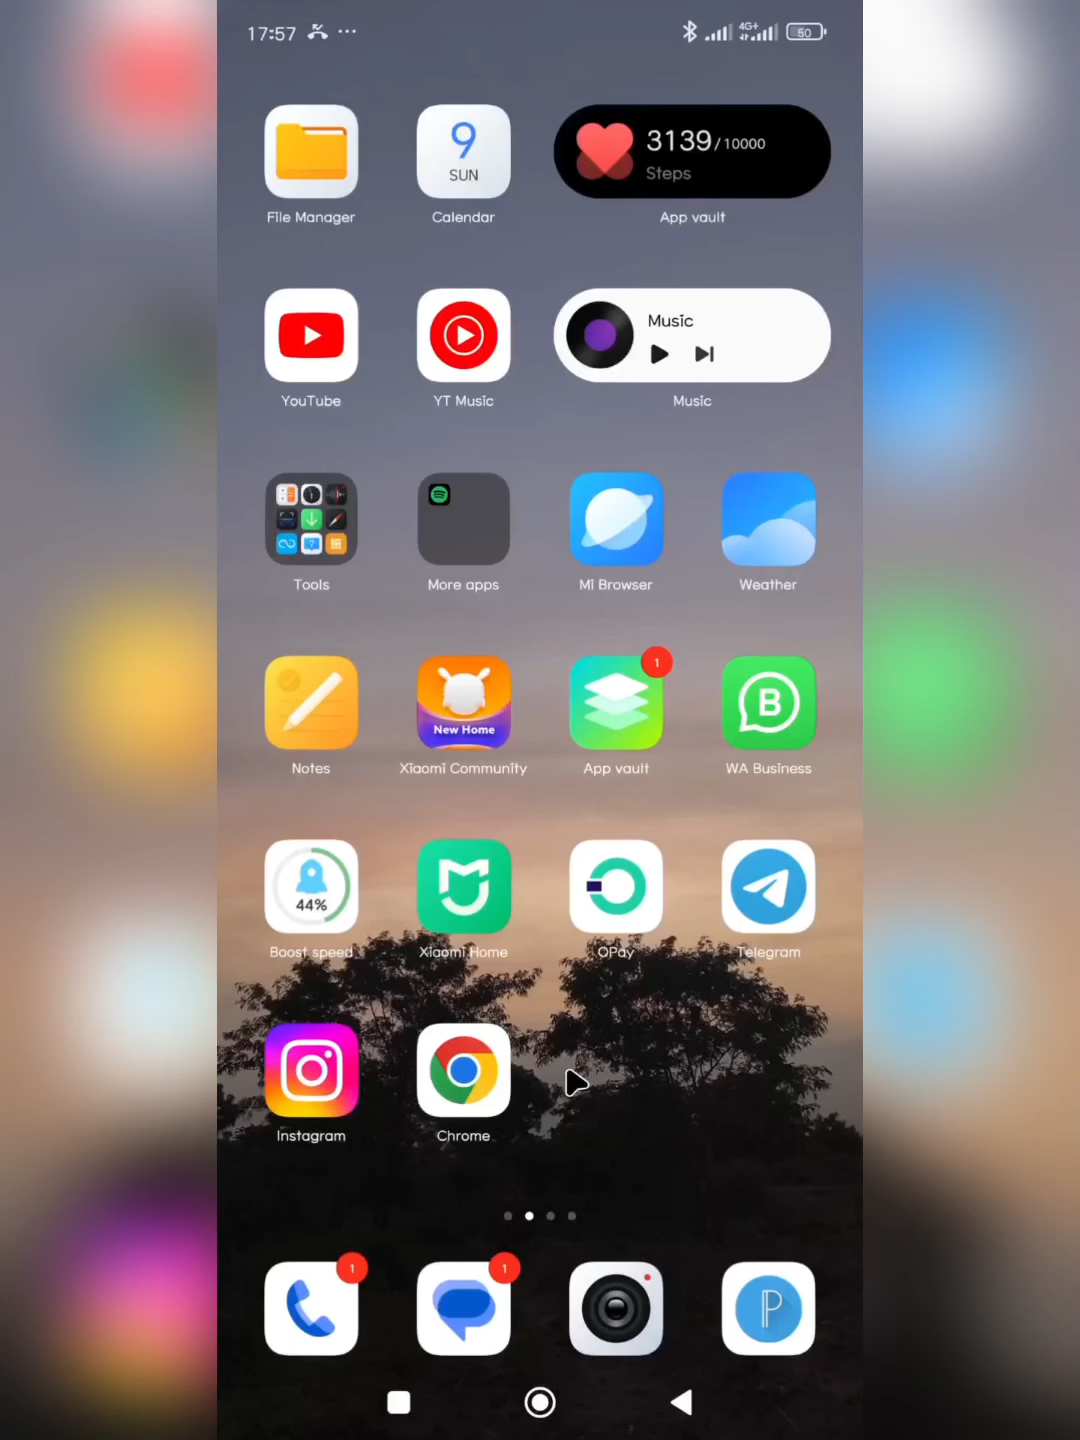 17:57 ... 4G+ 50
9
SUN
3139/10000
Steps
File Manager Calendar App vault
Music
YouTube YT Music Music
Tools More apps Mi Browser Weather
1
B
New Home
Notes Xiaomi Community App vault WA Business
44%
Boost speed Xiaomi Home OPay Telegram
Instagram Chrome
1 1
P